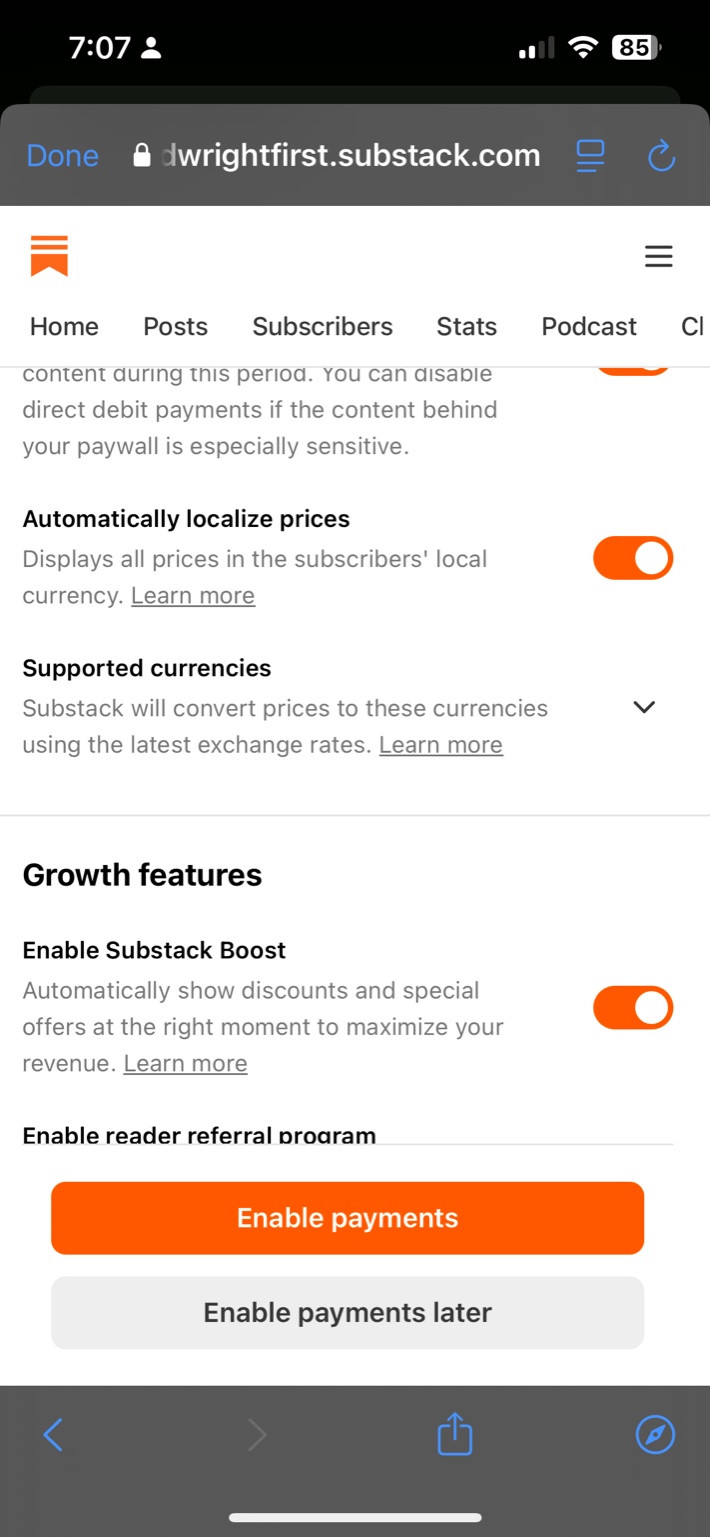 7:07
85
Done
dwrightfirst.substack.com
Home Posts Subscribers Stats Podcast
content during this period. You can disable
direct debit payments if the content behind
your paywall is especially sensitive.
Automatically localize prices
Displays all prices in the subscribers' local
currency. Learn more
Supported currencies
Substack will convert prices to these currencies
using the latest exchange rates. Learn more
Growth features
Enable Substack Boost
Automatically show discounts and special
offers at the right moment to maximize your
revenue. Learn more
Enable reader referral program
Enable payments
Enable payments later